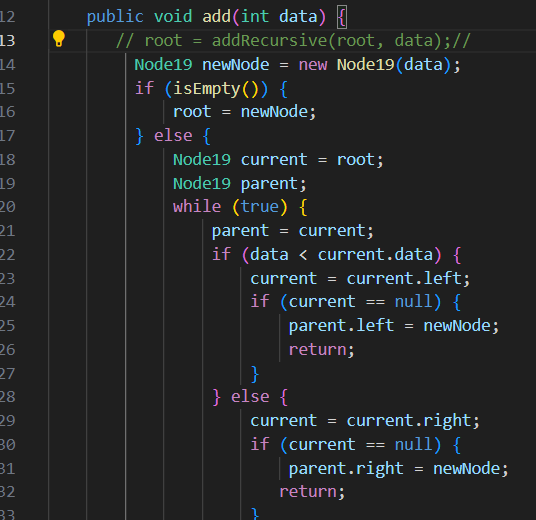 12 public void add(int data) {
13 // root = addRecursive(root, data);//
14 Node19 newNode = new Node19(data);
15 if (isEmpty()) {
16 root = newNode;
17 } else {
18 Node19 current = root;
19 Node19 parent;
20 while (true) {
21 parent = current;
22 if (data < current.data) {
23 current = current.left;
24 if (current == null) {
25 parent.left = newNode;
26 return;
27 }
28 } else {
29 current = current.right;
30 if (current == null) {
31 parent.right = newNode;
32 return;
33 }